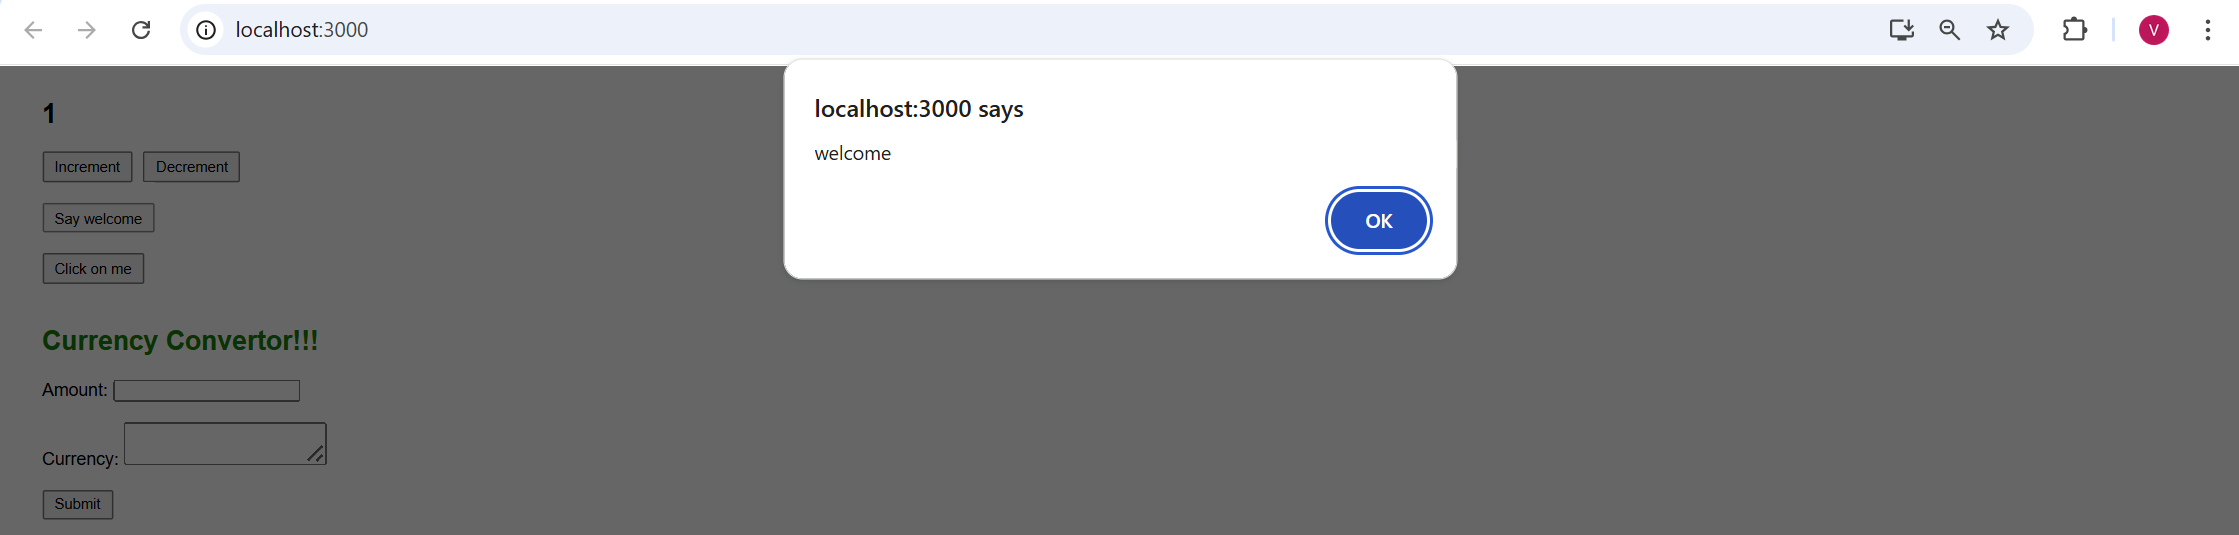 localhost:3000
V
localhost:3000 says
welcome
OK
1
Increment Decrement
Say welcome
Click on me
Currency Convertor!!!
Amount:
Currency:
Submit